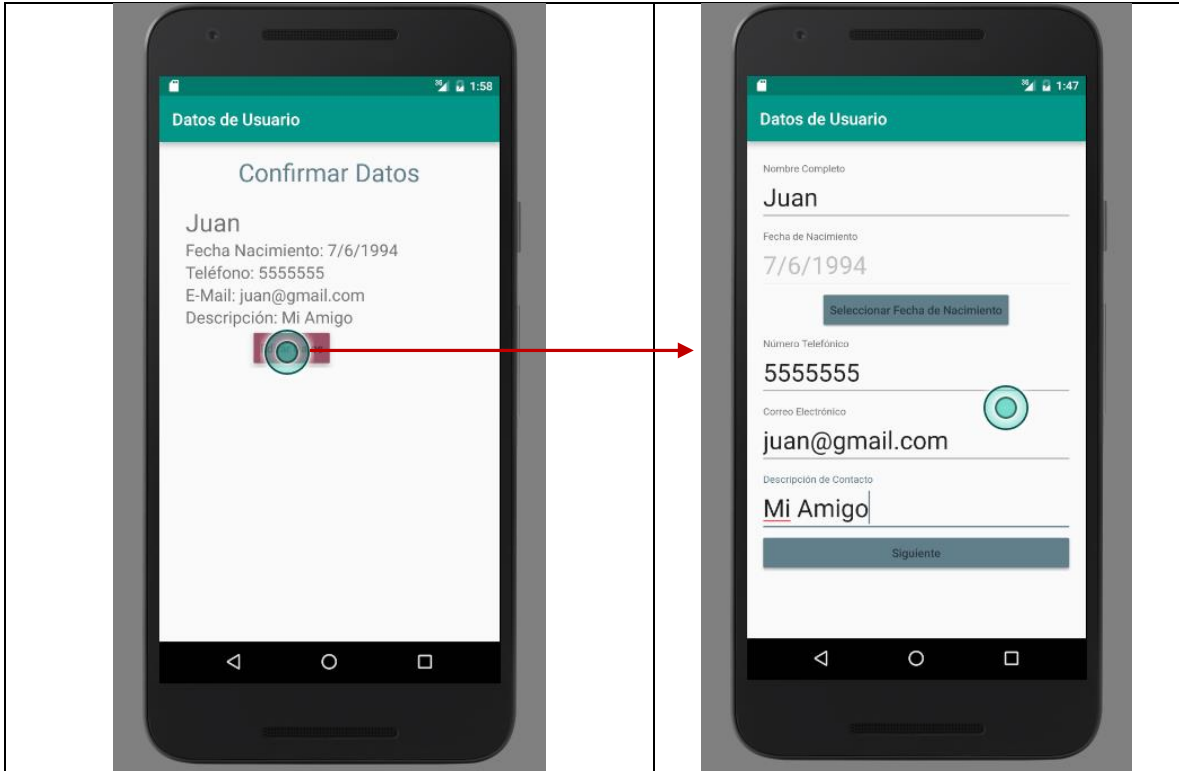 1:58
Datos de Usuario
Confirmar Datos
Juan
Fecha Nacimiento: 7/6/1994
Teléfono: 5555555
E-Mail: juan@gmail.com
Descripción: Mi Amigo
1:47
Datos de Usuario
Nombre Completo
Juan
Fecha de Nacimiento
7/6/1994
Seleccionar Fecha de Nacimiento
Número Telefónico
5555555
Correo Electrónico
juan@gmail.com
Descripción de Contacto
Mi Amigo
Siguiente